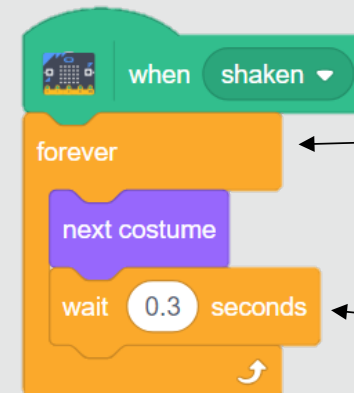 when shaken
forever
next costume
wait 0.3 seconds